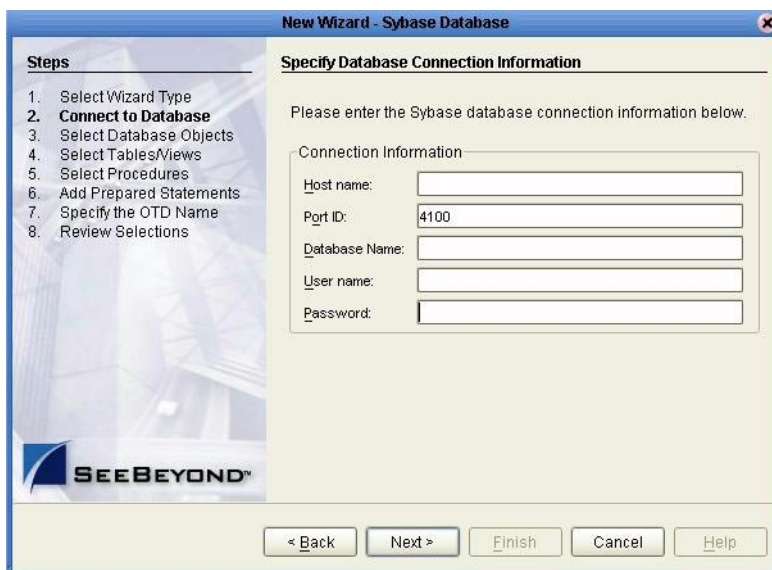 New Wizard - Sybase Database
Steps
1. Select Wizard Type
2. Connect to Database
3. Select Database Objects
4. Select Tables/Views
5. Select Procedures
6. Add Prepared Statements
7. Specify the OTD Name
8. Review Selections
SEEBEYOND™
Specify Database Connection Information
Please enter the Sybase database connection information below.
Connection Information
Host name:
Port ID: 4100
Database Name:
User name:
Password:
< Back Next > Finish Cancel Help